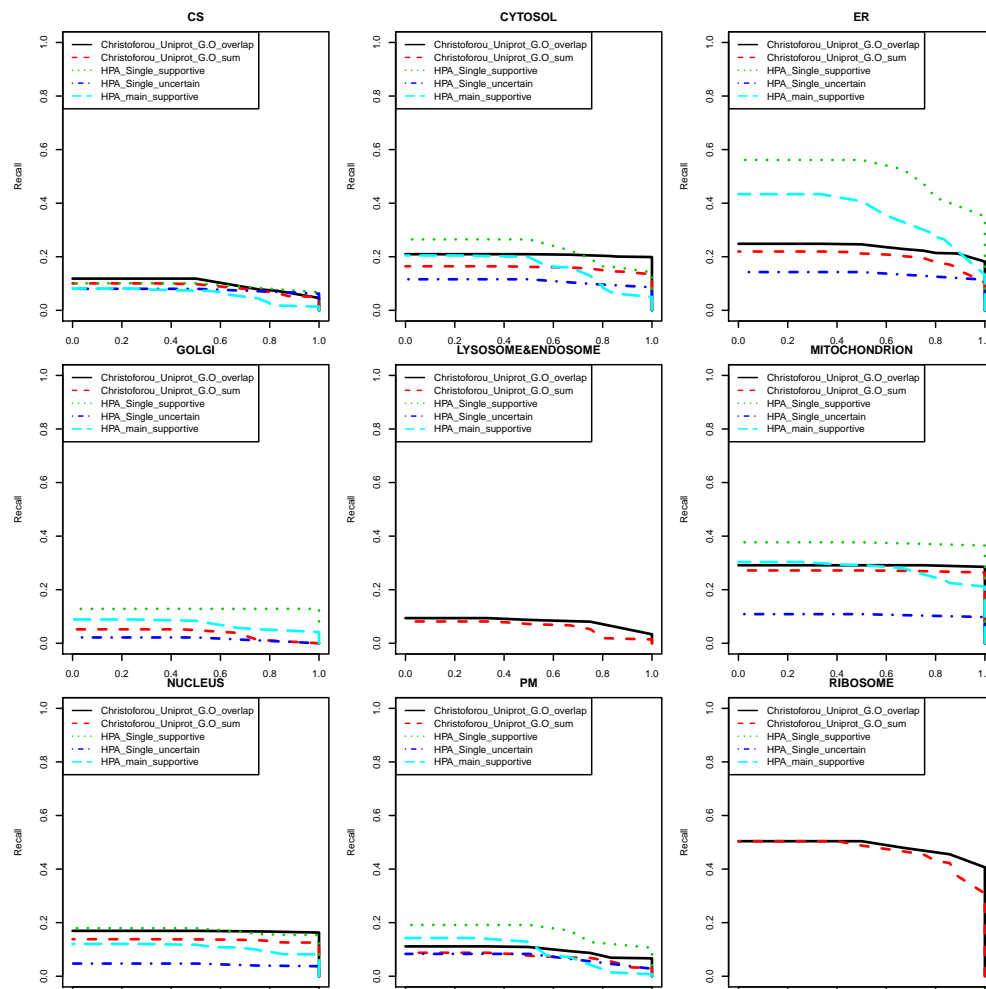 CS
Christoforou_Uniprot_G.O_overlap
Christoforou_Uniprot_G.O_sum
HPA_Single_supportive
HPA_Single_uncertain
HPA_main_supportive
Recall
1.0
0.8
0.6
0.4
0.2
0.0
0.0 0.2 0.4 0.6 0.8 1.0
CYTOSOL
Christoforou_Uniprot_G.O_overlap
Christoforou_Uniprot_G.O_sum
HPA_Single_supportive
HPA_Single_uncertain
HPA_main_supportive
Recall
1.0
0.8
0.6
0.4
0.2
0.0
0.0 0.2 0.4 0.6 0.8 1.0
ER
Christoforou_Uniprot_G.O_overlap
Christoforou_Uniprot_G.O_sum
HPA_Single_supportive
HPA_Single_uncertain
HPA_main_supportive
Recall
1.0
0.8
0.6
0.4
0.2
0.0
0.0 0.2 0.4 0.6 0.8 1.0
GOLGI
Christoforou_Uniprot_G.O_overlap
Christoforou_Uniprot_G.O_sum
HPA_Single_supportive
HPA_Single_uncertain
HPA_main_supportive
Recall
1.0
0.8
0.6
0.4
0.2
0.0
0.0 0.2 0.4 0.6 0.8 1.0
LYSOSOME&ENDOSOME
Christoforou_Uniprot_G.O_overlap
Christoforou_Uniprot_G.O_sum
HPA_Single_supportive
HPA_Single_uncertain
HPA_main_supportive
Recall
1.0
0.8
0.6
0.4
0.2
0.0
0.0 0.2 0.4 0.6 0.8 1.0
MITOCHONDRION
Christoforou_Uniprot_G.O_overlap
Christoforou_Uniprot_G.O_sum
HPA_Single_supportive
HPA_Single_uncertain
HPA_main_supportive
Recall
1.0
0.8
0.6
0.4
0.2
0.0
0.0 0.2 0.4 0.6 0.8 1.0
NUCLEUS
Christoforou_Uniprot_G.O_overlap
Christoforou_Uniprot_G.O_sum
HPA_Single_supportive
HPA_Single_uncertain
HPA_main_supportive
Recall
1.0
0.8
0.6
0.4
0.2
0.0
PM
Christoforou_Uniprot_G.O_overlap
Christoforou_Uniprot_G.O_sum
HPA_Single_supportive
HPA_Single_uncertain
HPA_main_supportive
Recall
1.0
0.8
0.6
0.4
0.2
0.0
RIBOSOME
Christoforou_Uniprot_G.O_overlap
Christoforou_Uniprot_G.O_sum
HPA_Single_supportive
HPA_Single_uncertain
HPA_main_supportive
Recall
1.0
0.8
0.6
0.4
0.2
0.0